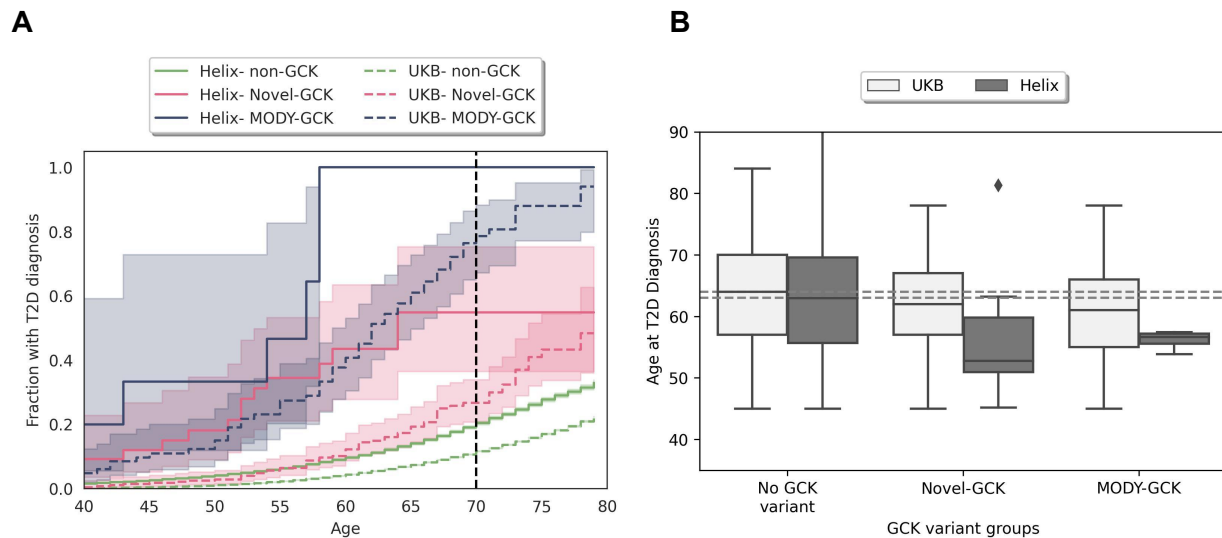 A
B
Helix- non-GCK
UKB- non-GCK
Helix- Novel-GCK
UKB- Novel-GCK
Helix- MODY-GCK
UKB- MODY-GCK
Fraction with T2D diagnosis
1.0
0.8
0.6
0.4
0.2
0.0
40 45 50 55 60 65 70 75 80
Age
UKB
Helix
Age at T2D Diagnosis
90
80
70
60
50
40
No GCK
variant
Novel-GCK
MODY-GCK
GCK variant groups